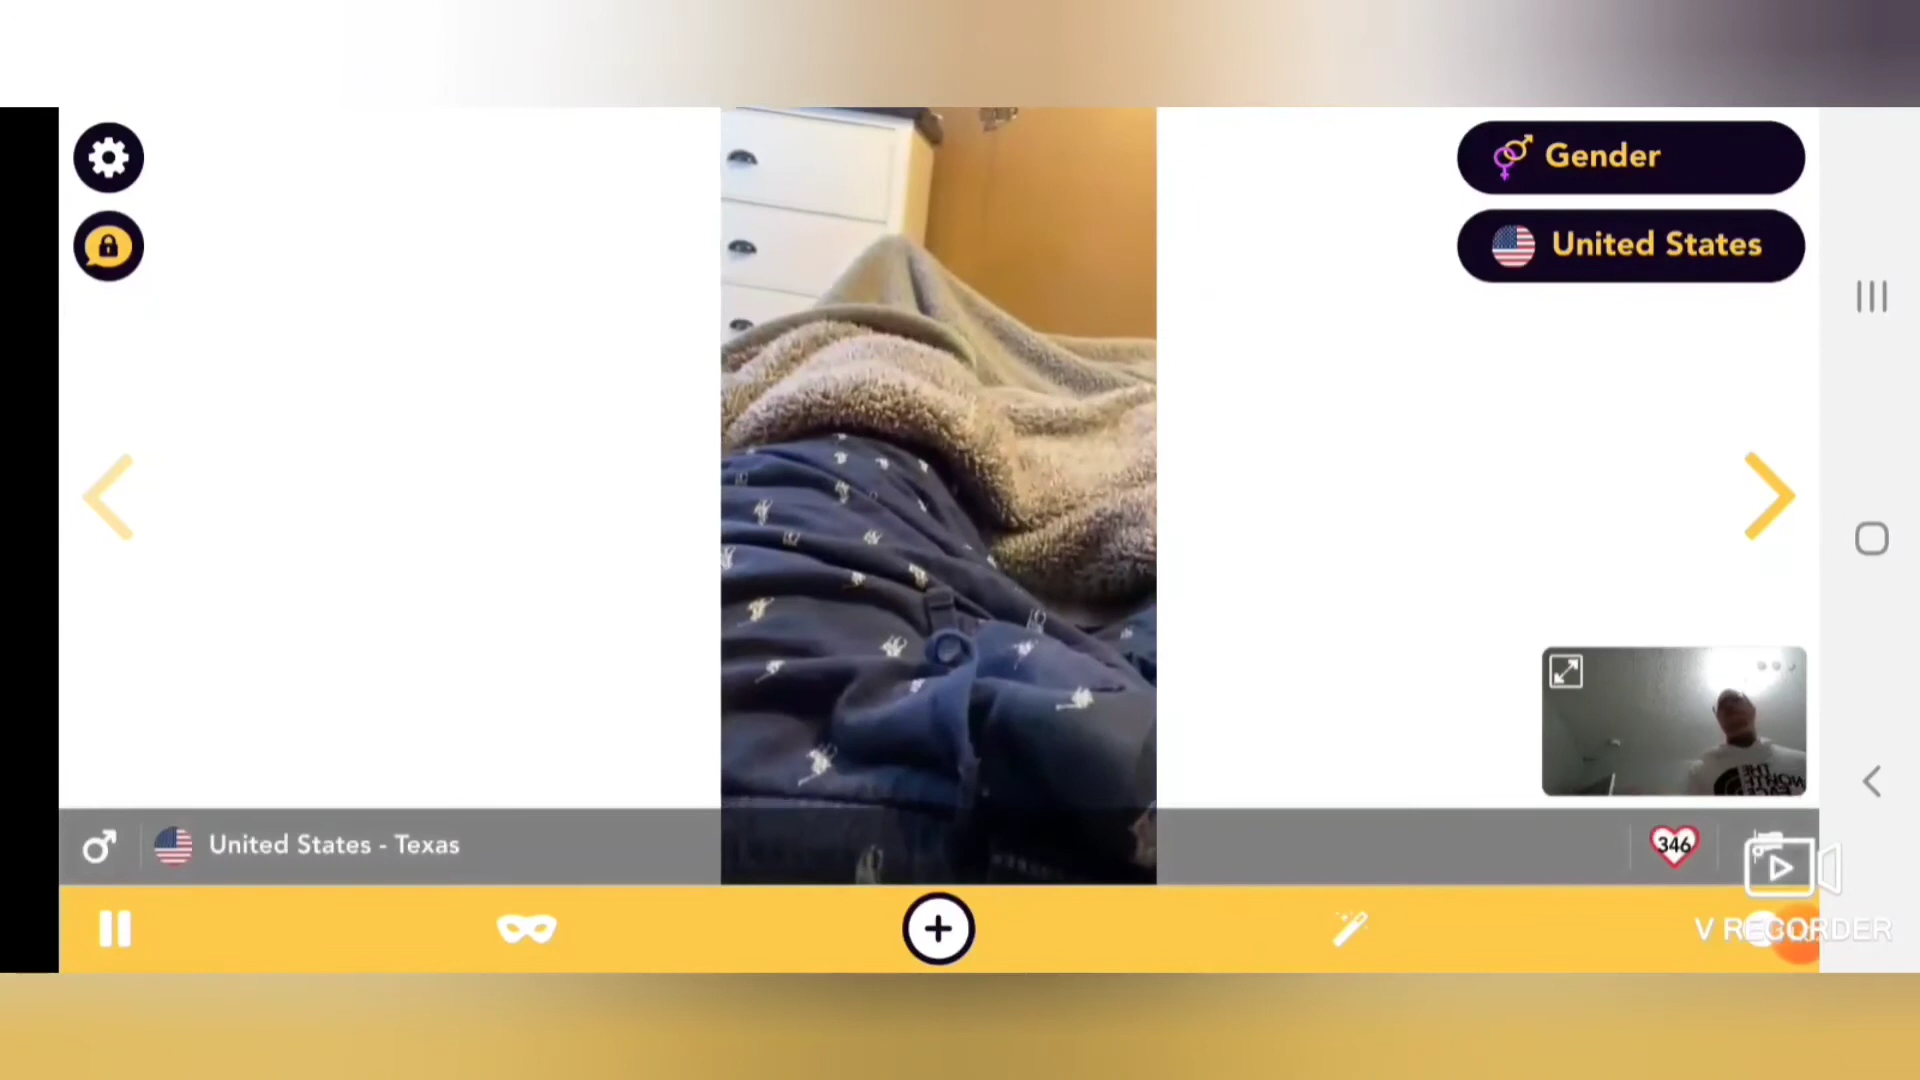 Gender
United States
United States - Texas
346
V RECORDER